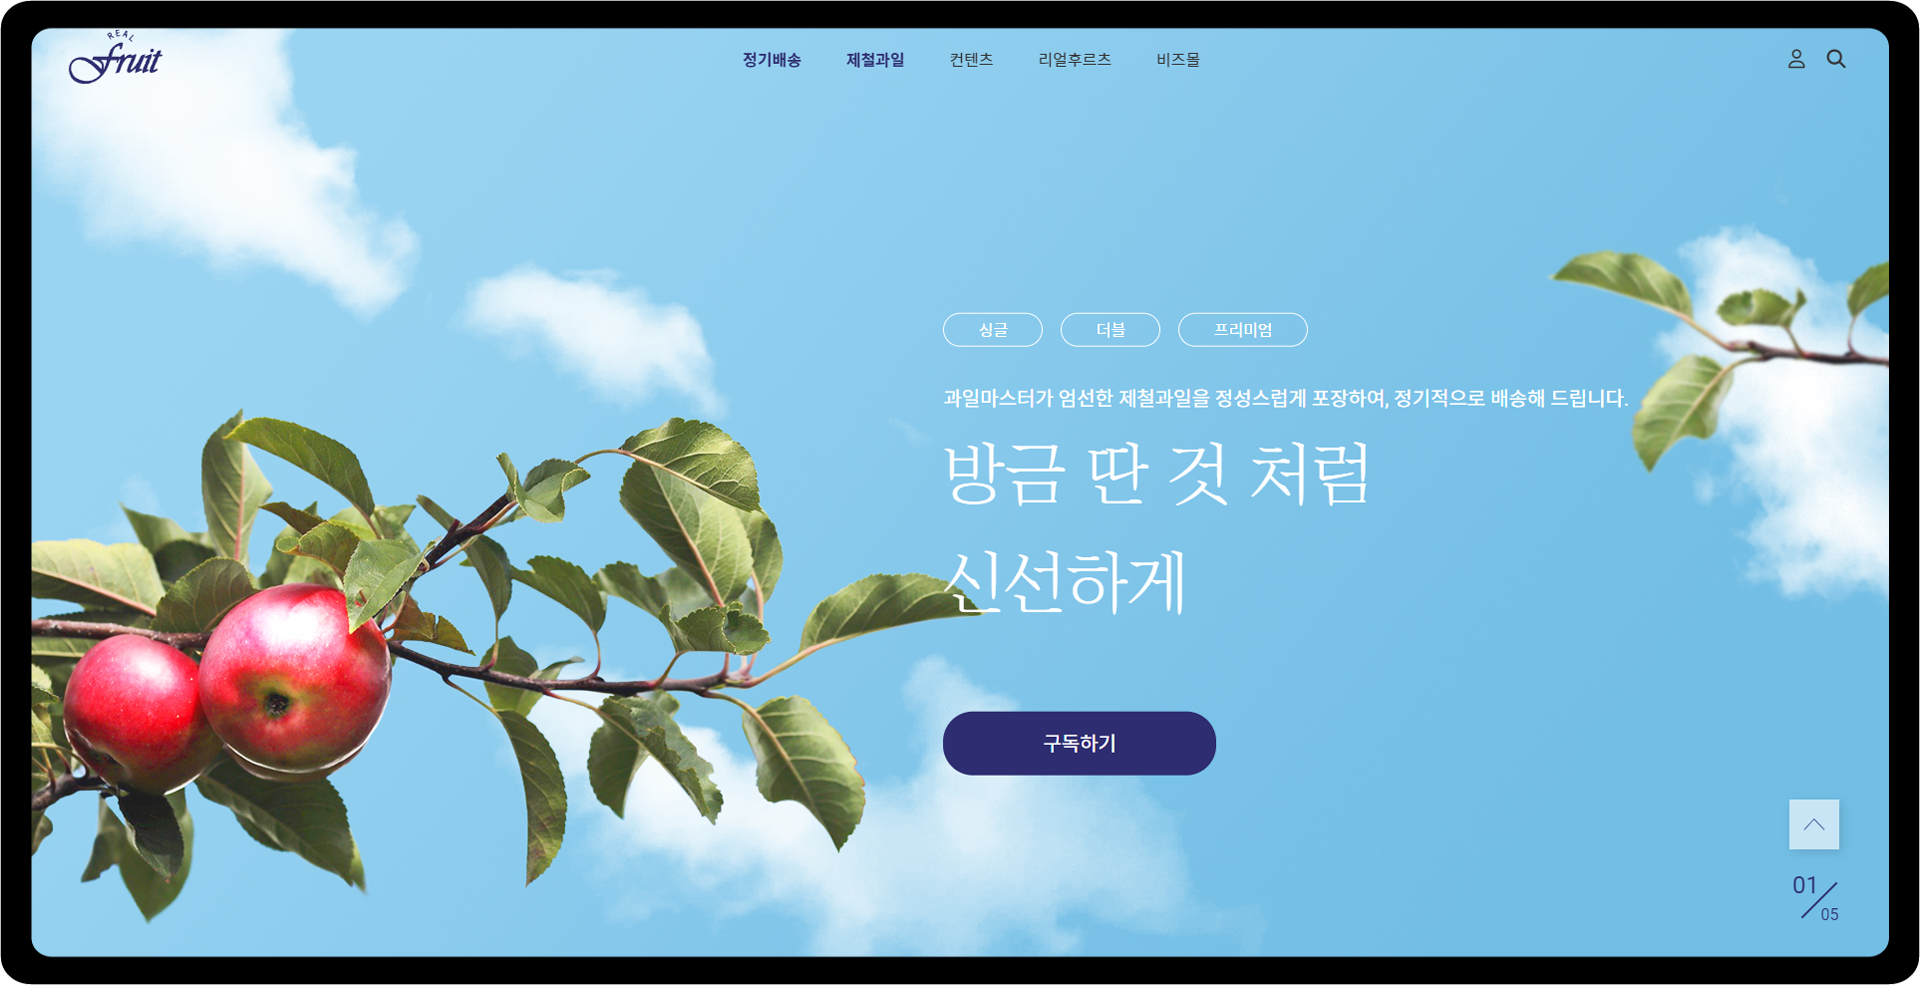 REAL
fruit
정기배송 제철과일 컨텐츠 리얼후르츠 비즈몰
싱글 더블 프리미엄
과일마스터가 엄선한 제철과일을 정성스럽게 포장하여, 정기적으로 배송해 드립니다.
방금 딴 것 처럼
신선하게
구독하기
01
05